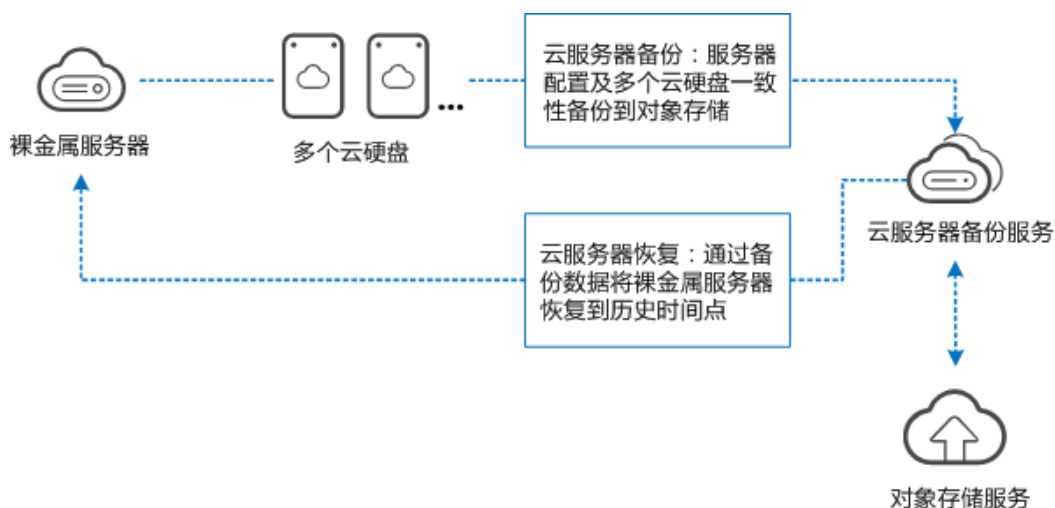 云服务器备份：服务器
配置及多个云硬盘一致
性备份到对象存储
裸金属服务器
多个云硬盘
...
云服务器备份服务
云服务器恢复：通过备
份数据将裸金属服务器
恢复到历史时间点
对象存储服务